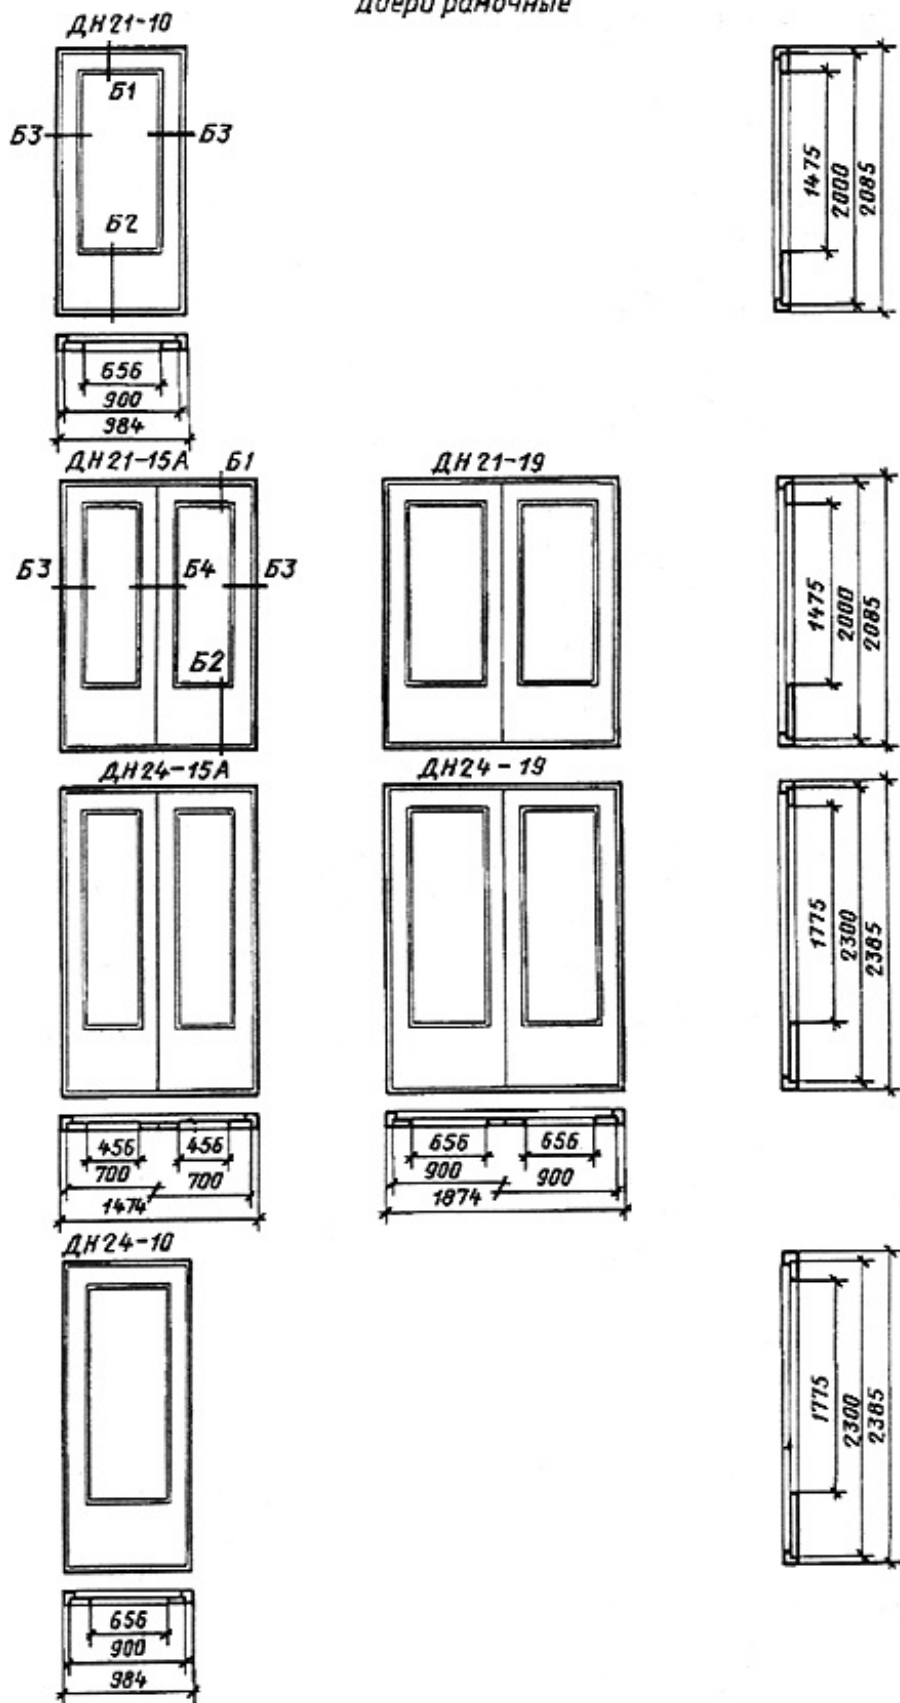 Двери рамочные
ДН21-10
Б1
Б3 Б3
Б2
1475
2000
2085
656
900
984
ДН21-15А Б1
ДН21-19
Б3 Б4 Б3
Б2
1475
2000
2085
ДН24-15А
ДН24-19
1775
2300
2385
456 456
700 700
1474
656 656
900 900
1874
ДН24-10
1775
2300
2385
656
900
984